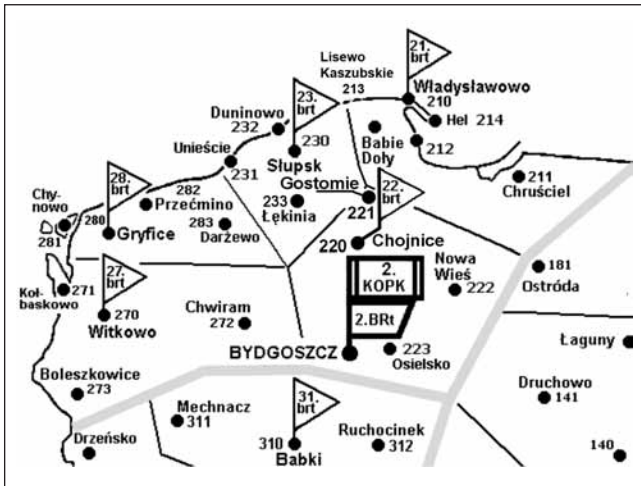 21.
brt
Lisewo
Kaszubskie
213
Władysławowo
210
Hel 214
23.
brt
Duninowo
232
230
Słupsk
Babie
Doły
212
Unieście
231
211
Chruściel
28.
brt
282
Przećmino
Gostomie
22.
brt
221
233
Łękinia
Chy-
nowo
281
280
Gryfice
283
Darżewo
220
Chojnice
2.
KOPK
Nowa
Wieś
222
181
Ostróda
27.
brt
271
Koł-
baskowo
270
Witkowo
Chwiram
272
2.BRt
BYDGOSZCZ
223
Osielsko
Łaguny
Boleszkowice
273
31.
brt
Druchowo
141
Mechnacz
311
Ruchocinek
312
310
Babki
Drzeńsko
140